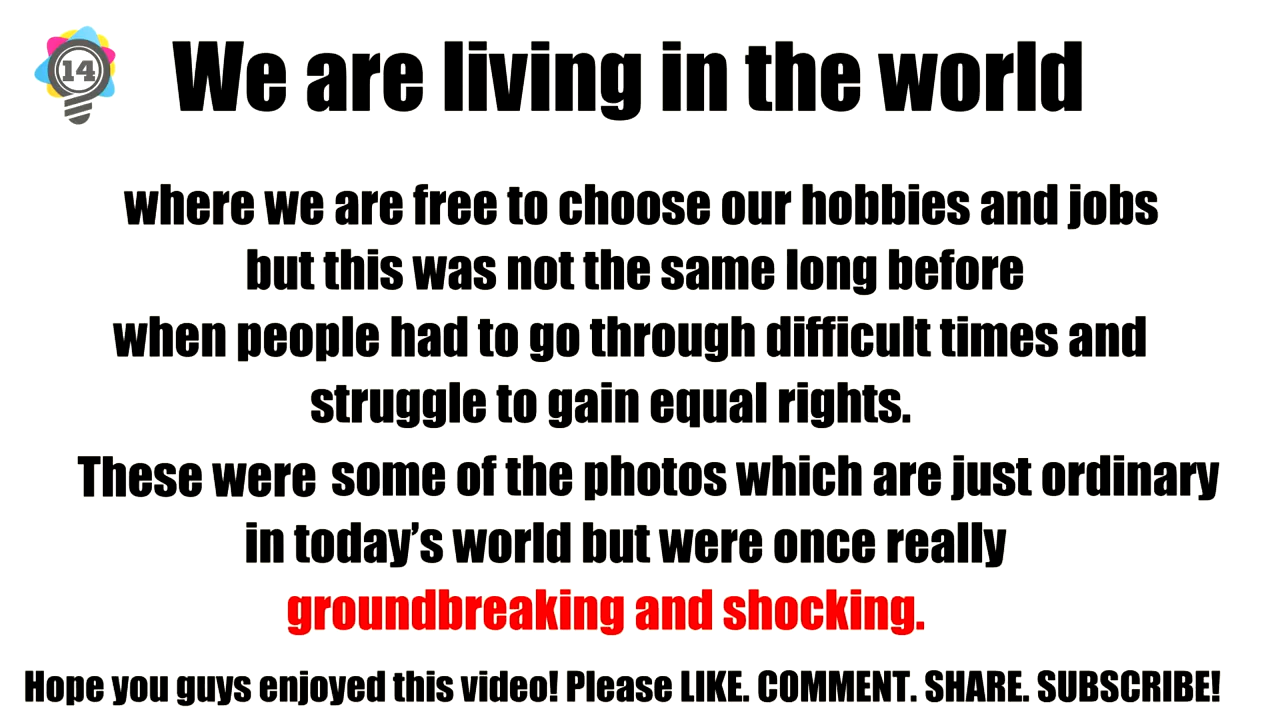 14
We are living in the world
where we are free to choose our hobbies and jobs
but this was not the same long before
when people had to go through difficult times and
struggle to gain equal rights.
These were some of the photos which are just ordinary
in today’s world but were once really
groundbreaking and shocking.
Hope you guys enjoyed this video! Please LIKE. COMMENT. SHARE. SUBSCRIBE!